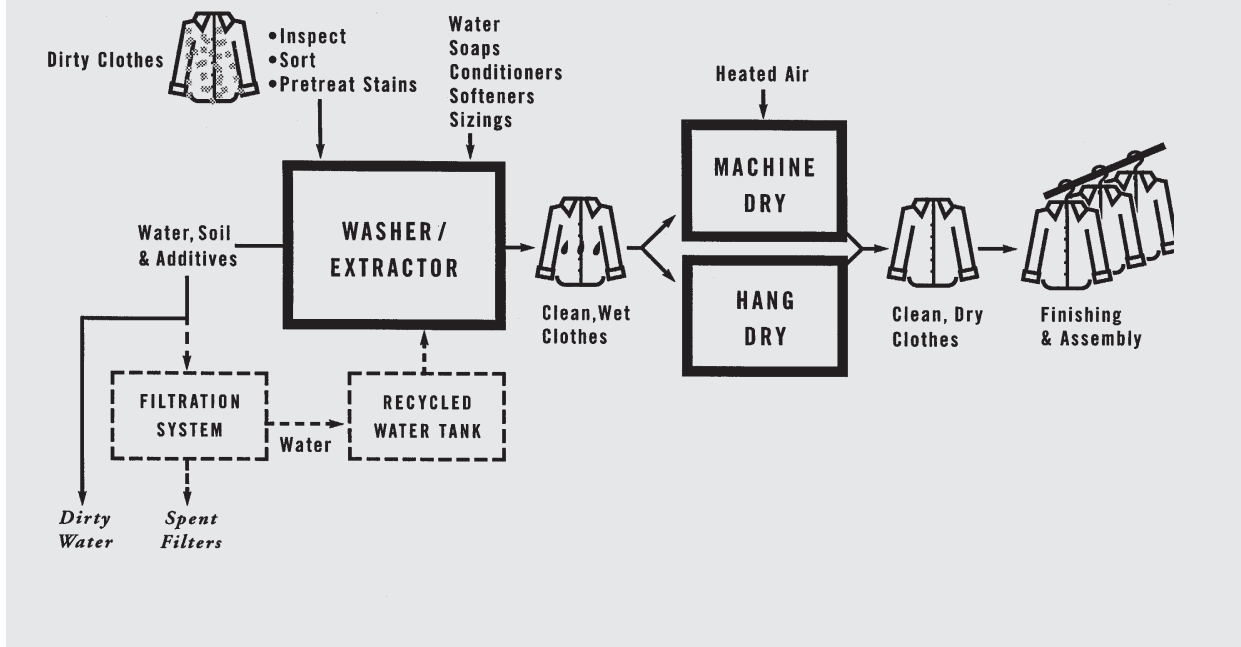 Dirty Clothes
•Inspect
•Sort
•Pretreat Stains
Water
Soaps
Conditioners
Softeners
Sizings
Heated Air
MACHINE
DRY
WASHER/
EXTRACTOR
Water, Soil
& Additives
Clean, Wet
Clothes
HANG
DRY
Clean, Dry
Clothes
Finishing
& Assembly
FILTRATION
SYSTEM
Water
RECYCLED
WATER TANK
Dirty
Water
Spent
Filters